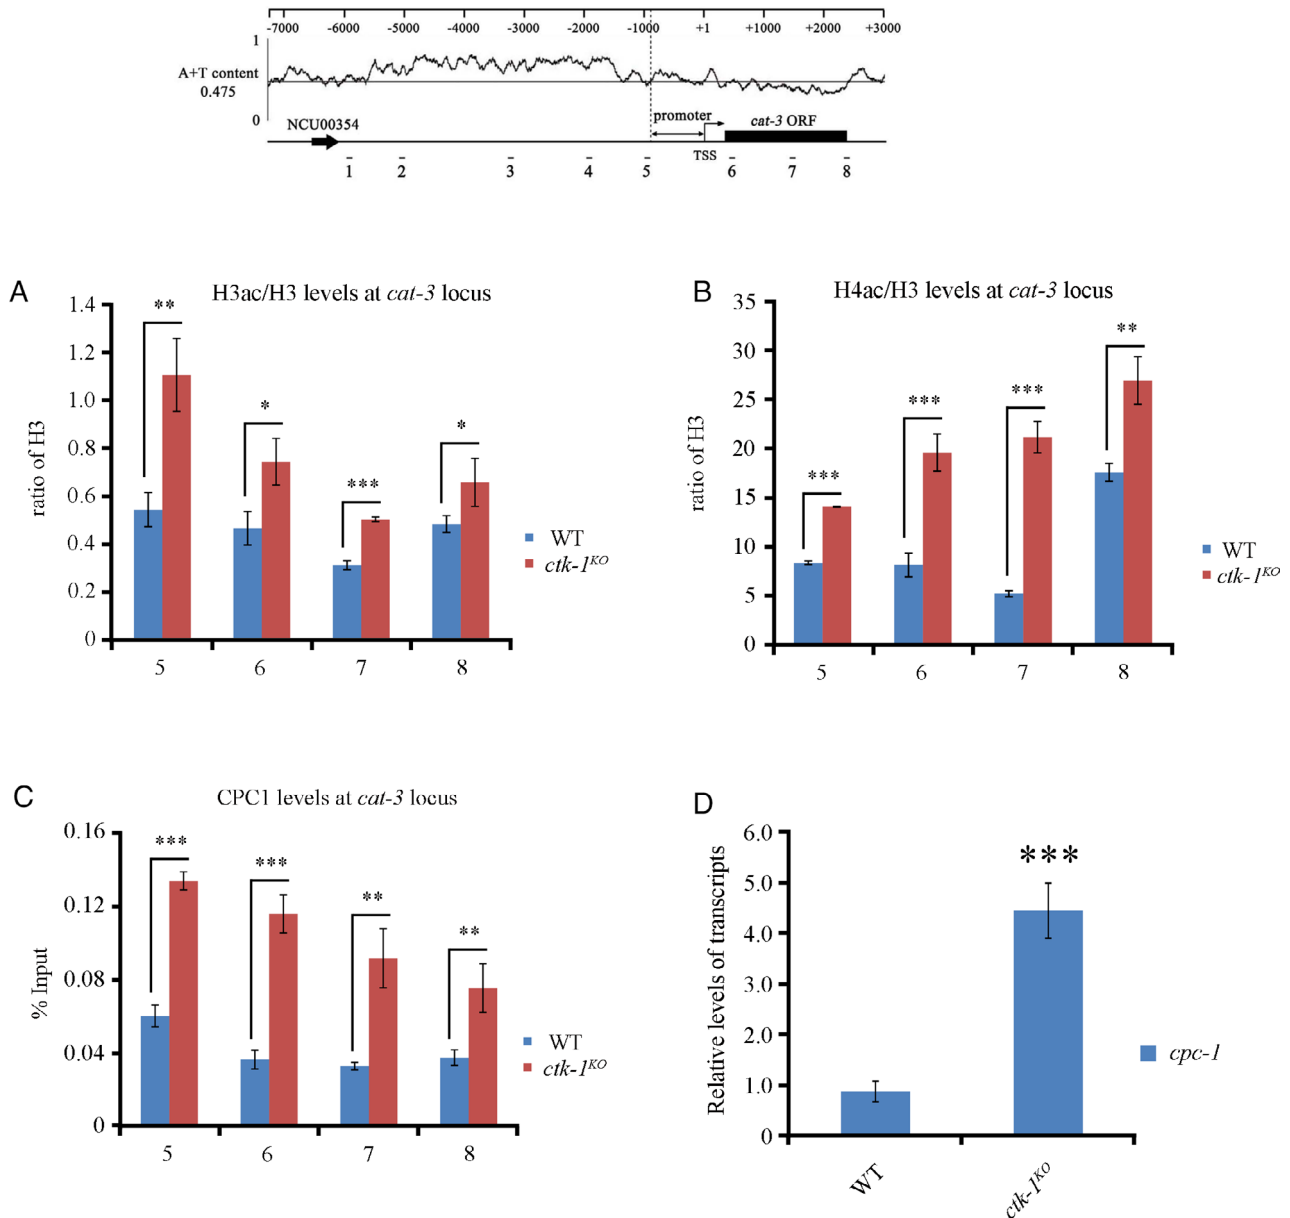 -7000 -6000 -5000 -4000 -3000 -2000 -1000 +1 +1000 +2000 +3000
1
A+T content
0.475
0
NCU00354
promoter
cat-3 ORF
TSS
1 2 3 4 5 6 7 8
A
H3ac/H3 levels at cat-3 locus
ratio of H3
1.4
1.2
1.0
0.8
0.6
0.4
0.2
0
** * *** *
5 6 7 8
WT
ctk-1KO
B
H4ac/H3 levels at cat-3 locus
ratio of H3
35
30
25
20
15
10
5
0
*** *** *** **
5 6 7 8
WT
ctk-1KO
C
CPC1 levels at cat-3 locus
% Input
0.16
0.12
0.08
0.04
0
*** *** ** **
5 6 7 8
WT
ctk-1KO
D
Relative levels of transcripts
6.0
5.0
4.0
3.0
2.0
1.0
0
***
WT ctk-1KO
cpc-1